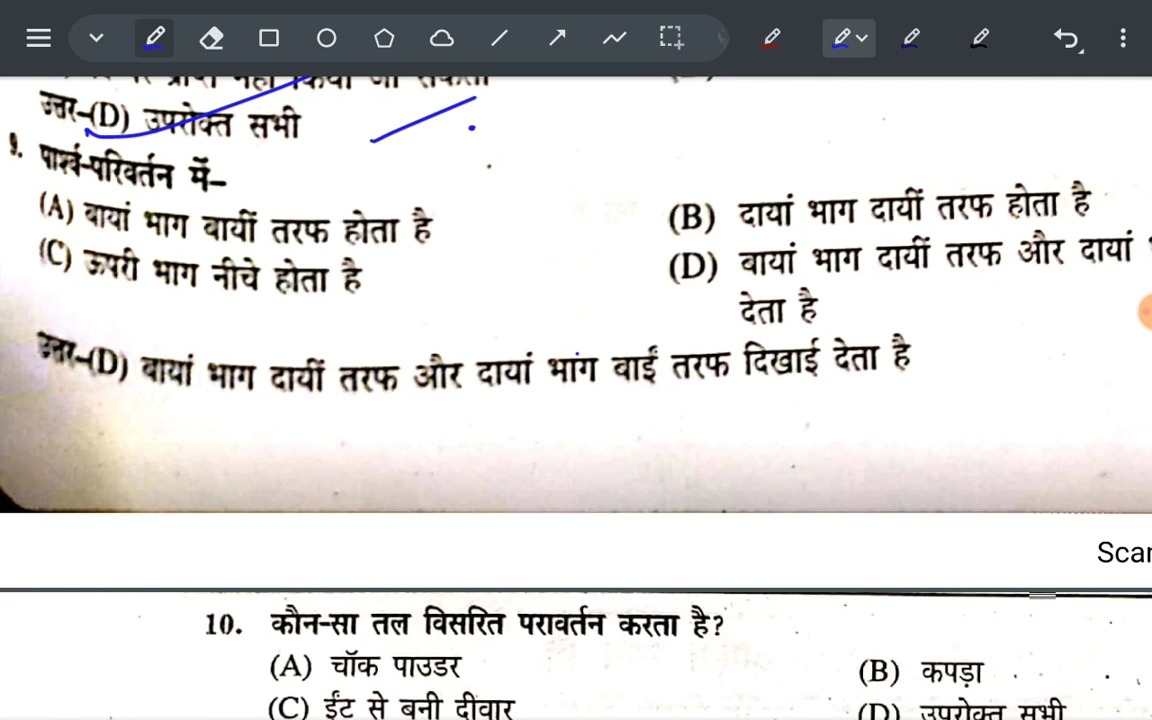 उत्तर-(D) उपरोक्त सभी
9. पार्श्व-परिवर्तन में-
(A) बायां भाग बायीं तरफ होता है
(B) दायां भाग दायीं तरफ होता है
(C) ऊपरी भाग नीचे होता है
(D) बायां भाग दायीं तरफ और दायां
देता है
उत्तर-(D) बायां भाग दायीं तरफ और दायां भाग बाईं तरफ दिखाई देता है
Scan
10. कौन-सा तल विसरित परावर्तन करता है?
(A) चॉक पाउडर
(B) कपड़ा
(C) ईंट से बनी दीवार
(D) उपरोक्त सभी